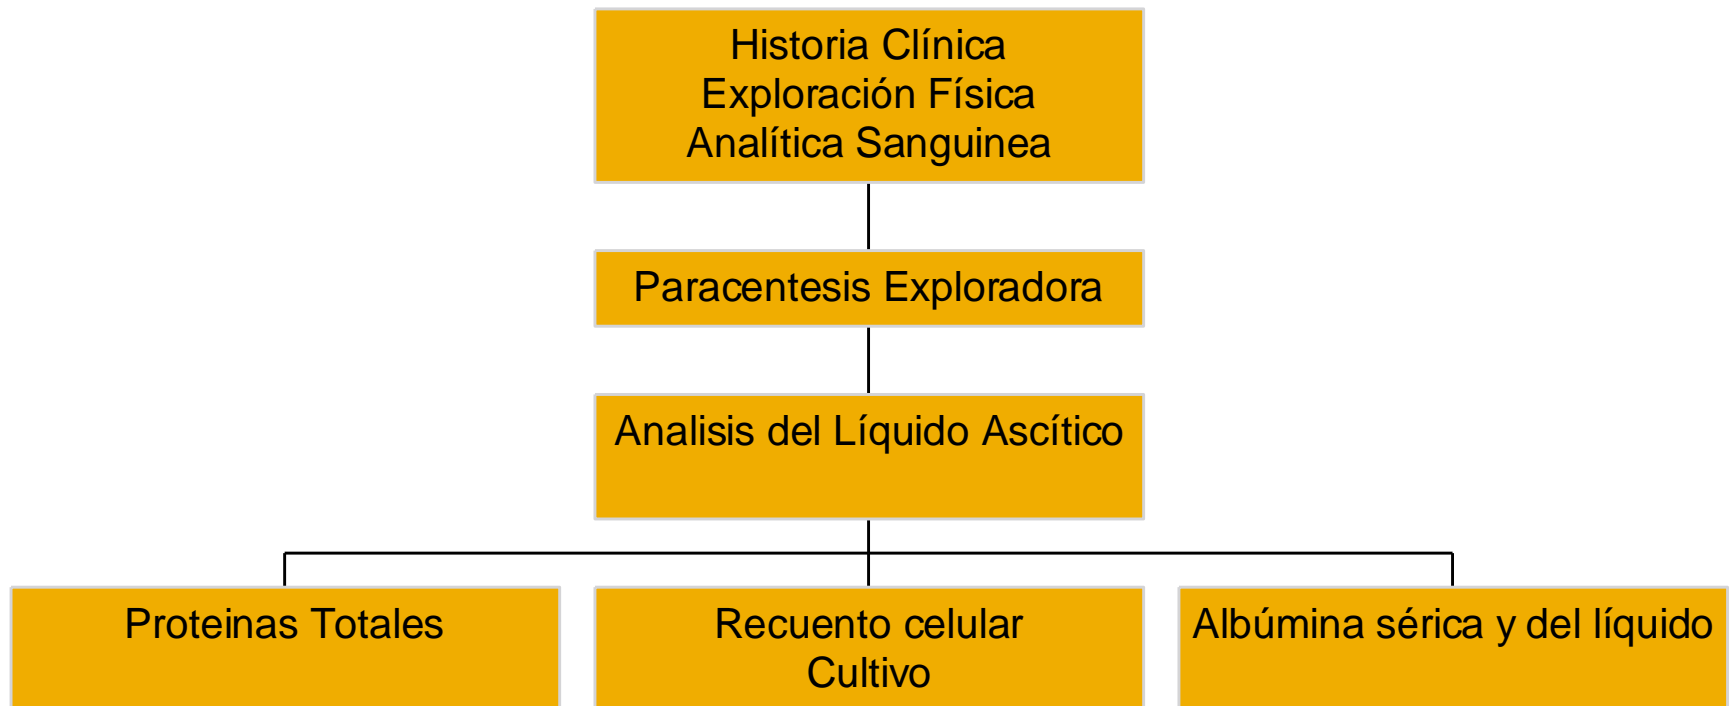 Historia Clínica
Exploración Física
Analítica Sanguinea
Paracentesis Exploradora
Analisis del Líquido Ascítico
Proteinas Totales
Recuento celular
Cultivo
Albúmina sérica y del líquido